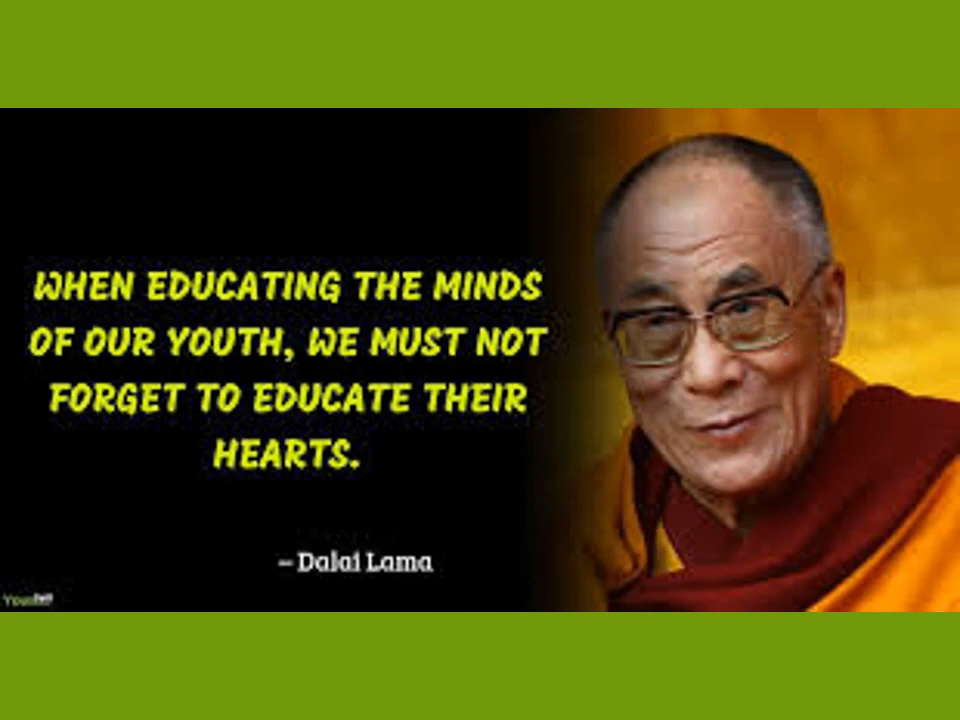 WHEN EDUCATING THE MINDS
OF OUR YOUTH, WE MUST NOT
FORGET TO EDUCATE THEIR
HEARTS.
– Dalai Lama